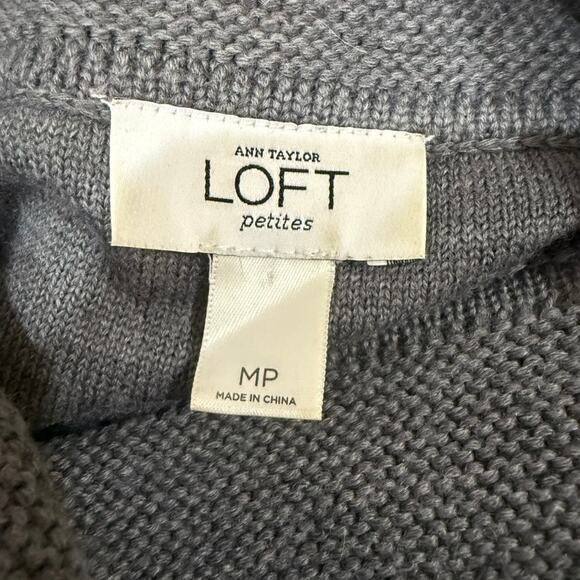 ANN TAYLOR
LOFT
petites
MP
MADE IN CHINA